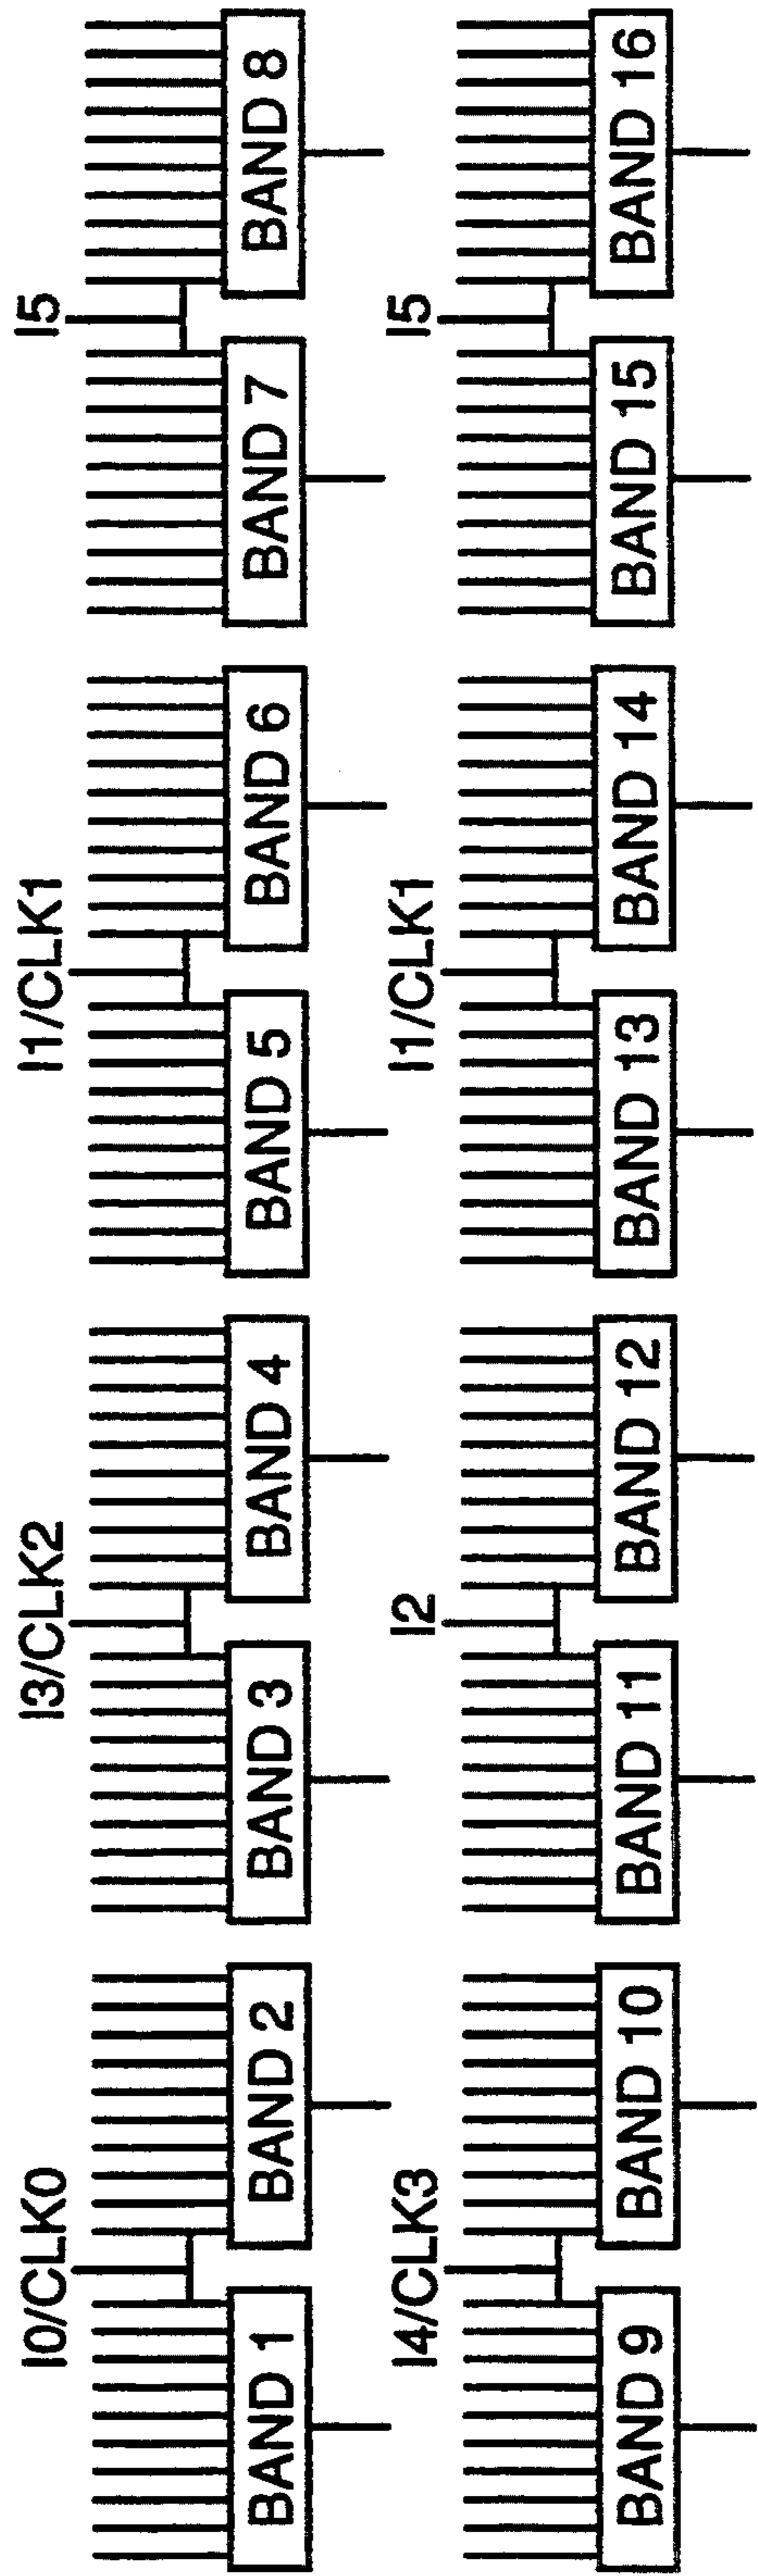 I0/CLK0
I3/CLK2
I1/CLK1
I5
BAND 1
BAND 2
BAND 3
BAND 4
BAND 5
BAND 6
BAND 7
BAND 8
I4/CLK3
I2
I1/CLK1
I5
BAND 9
BAND 10
BAND 11
BAND 12
BAND 13
BAND 14
BAND 15
BAND 16